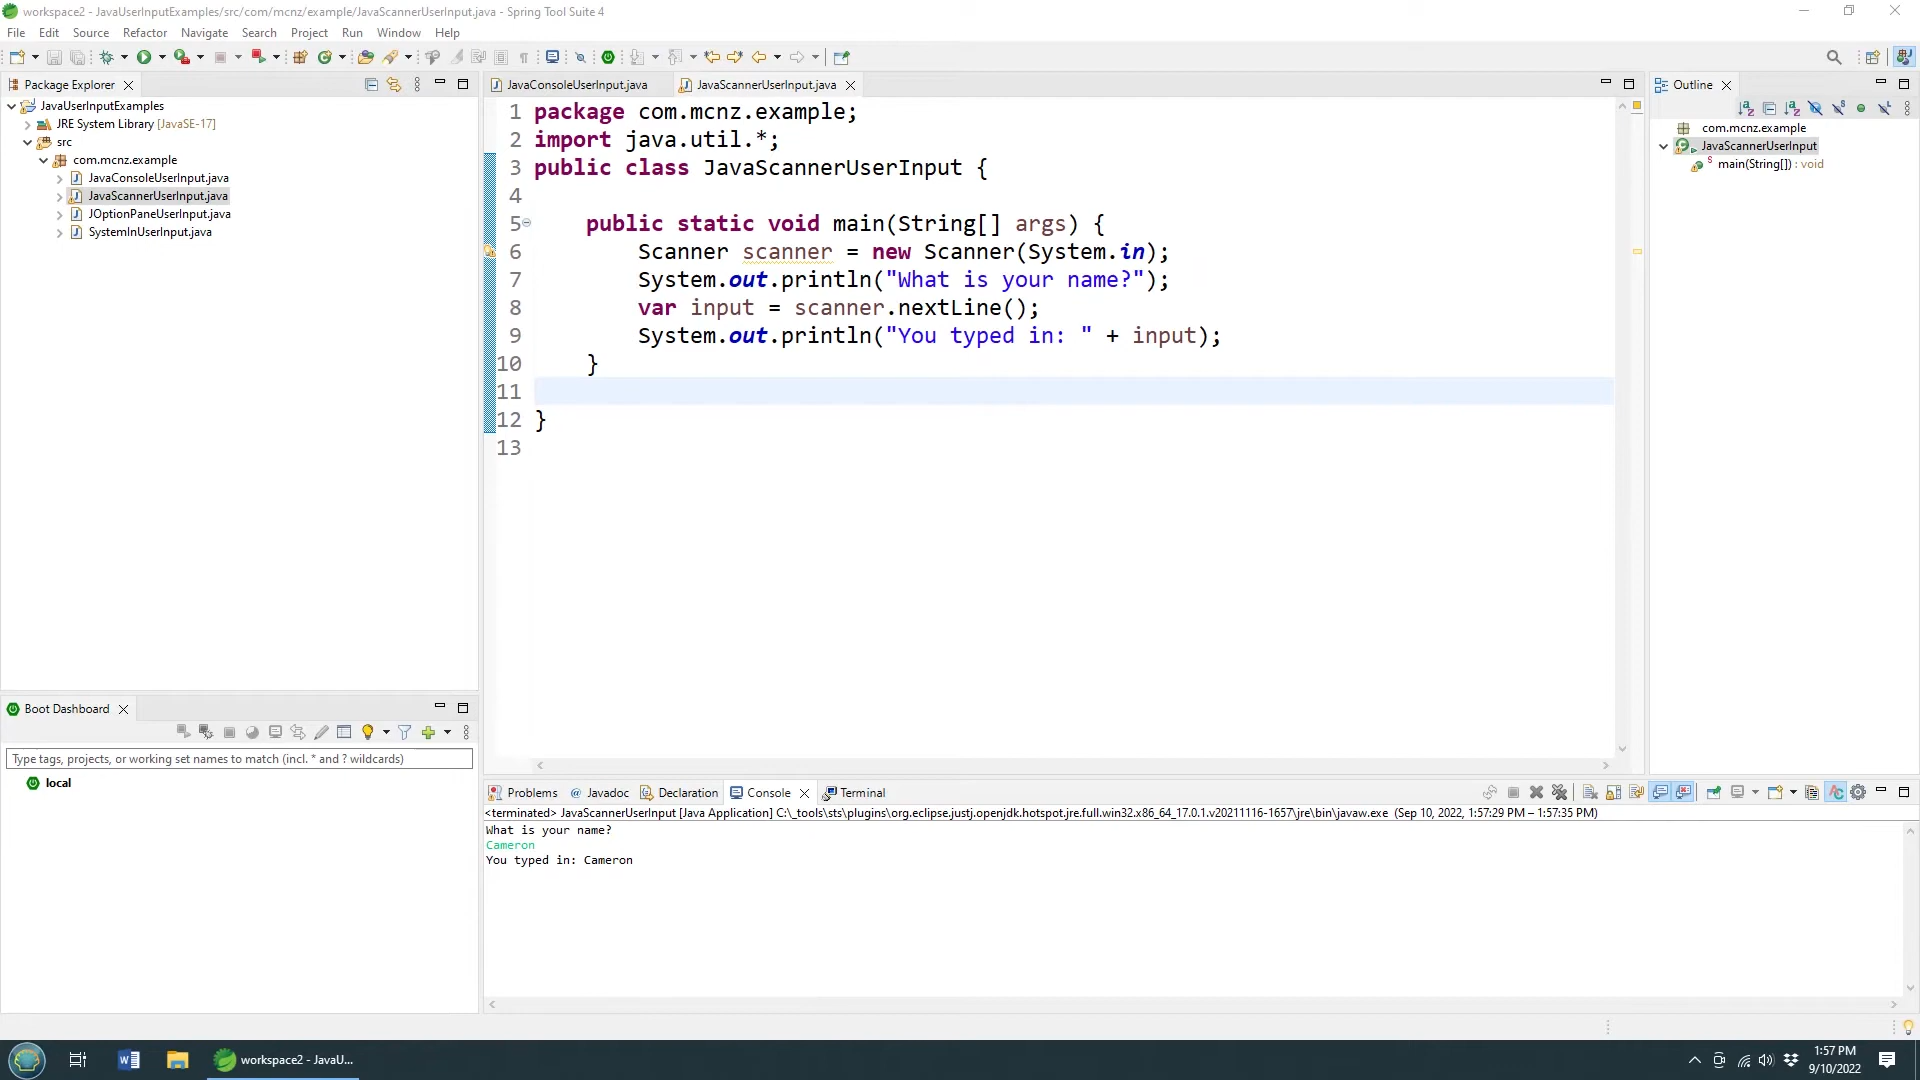 workspace2 - JavaUserInputExamples/src/com/mcnz/example/JavaScannerUserInput.java - Spring Tool Suite 4
File Edit Source Refactor Navigate Search Project Run Window Help
Package Explorer
JavaUserInputExamples
JRE System Library [JavaSE-17]
src
com.mcnz.example
JavaConsoleUserInput.java
JavaScannerUserInput.java
JOptionPaneUserInput.java
SystemInUserInput.java
JavaConsoleUserInput.java JavaScannerUserInput.java
1 package com.mcnz.example;
2 import java.util.*;
3 public class JavaScannerUserInput {
4
5 public static void main(String[] args) {
6 Scanner scanner = new Scanner(System.in);
7 System.out.println("What is your name?");
8 var input = scanner.nextLine();
9 System.out.println("You typed in: " + input);
10 }
11
12 }
13
Outline
com.mcnz.example
JavaScannerUserInput
main(String[]) : void
Boot Dashboard
Type tags, projects, or working set names to match (incl. * and ? wildcards)
local
Problems @ Javadoc Declaration Console Terminal
<terminated> JavaScannerUserInput [Java Application] C:\_tools\sts\plugins\org.eclipse.justj.openjdk.hotspot.jre.full.win32.x86_64_17.0.1.v20211116-1657\jre\bin\javaw.exe (Sep 10, 2022, 1:57:29 PM – 1:57:35 PM)
What is your name?
Cameron
You typed in: Cameron
workspace2 - JavaU...
1:57 PM
9/10/2022